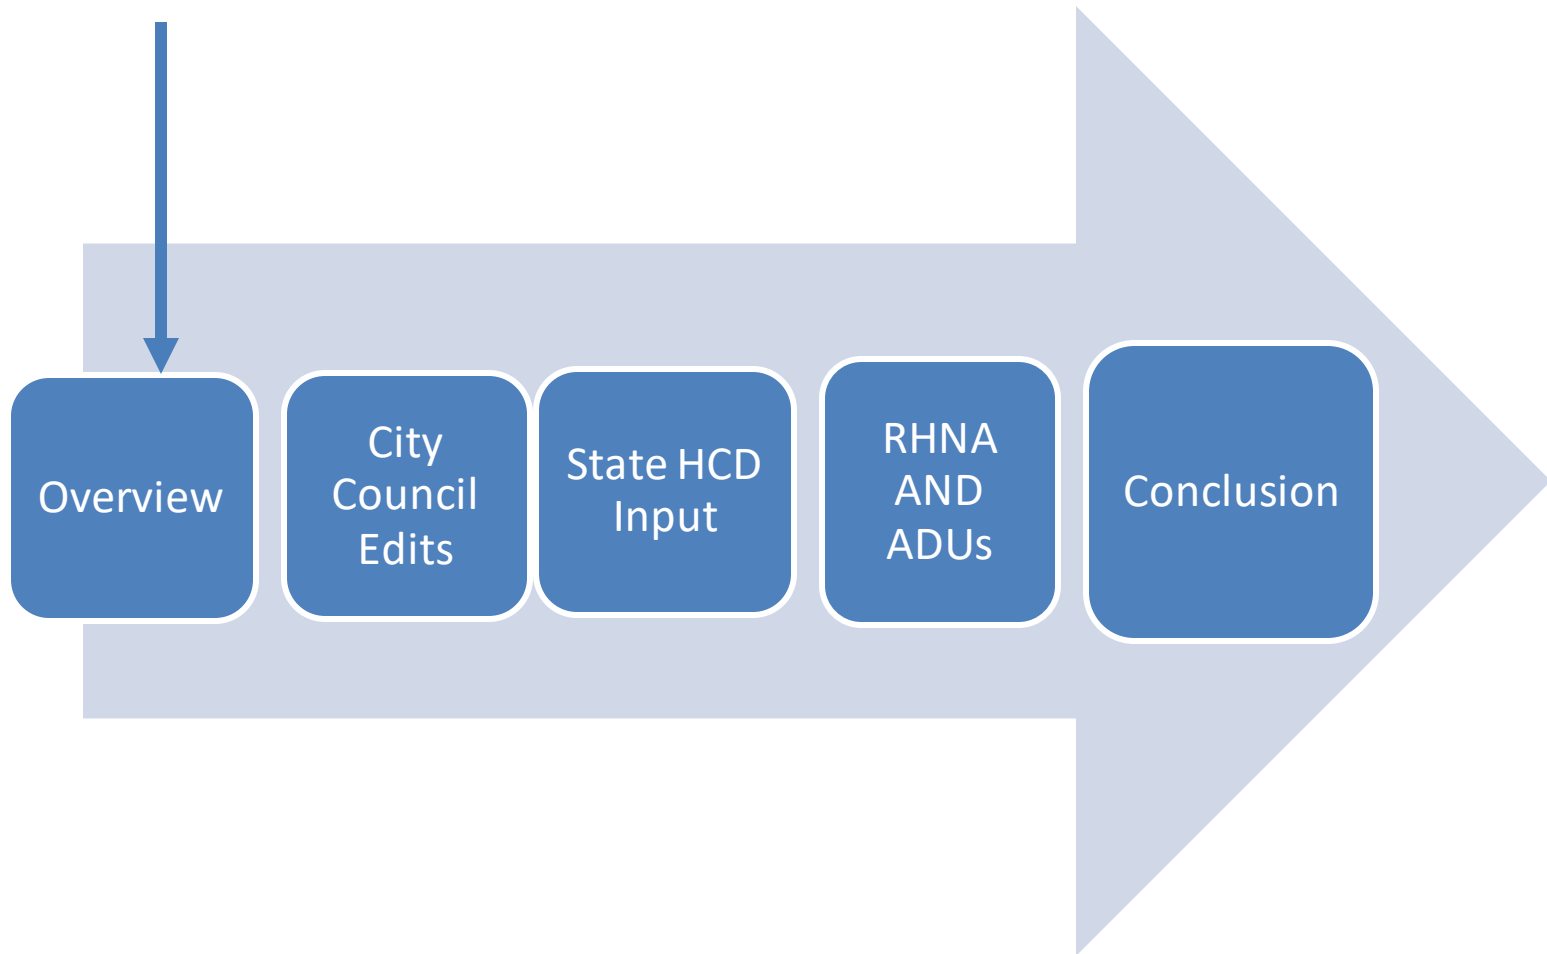 Overview
City
Council
Edits
State HCD
Input
RHNA
AND
ADUs
Conclusion